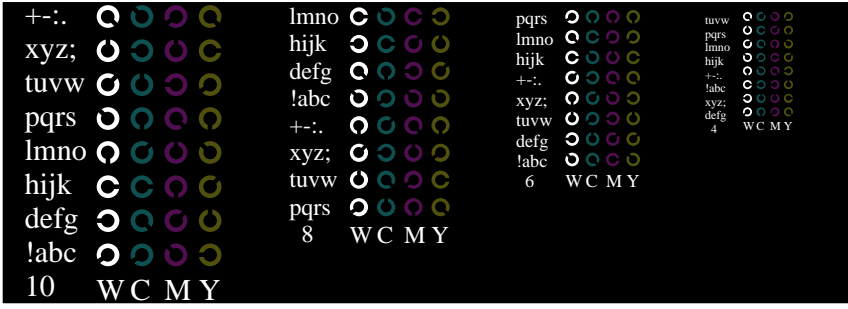 +-:.
xyz;
tuvw
pqrs
lmno
hijk
defg
!abc
10 W C M Y
lmno
hijk
defg
!abc
+-:.
xyz;
tuvw
pqrs
8 W C M Y
pqrs
lmno
hijk
+-:.
xyz;
tuvw
defg
!abc
6 W C M Y
tuvw
pqrs
lmno
hijk
+-:.
!abc
xyz;
defg
4 W C M Y